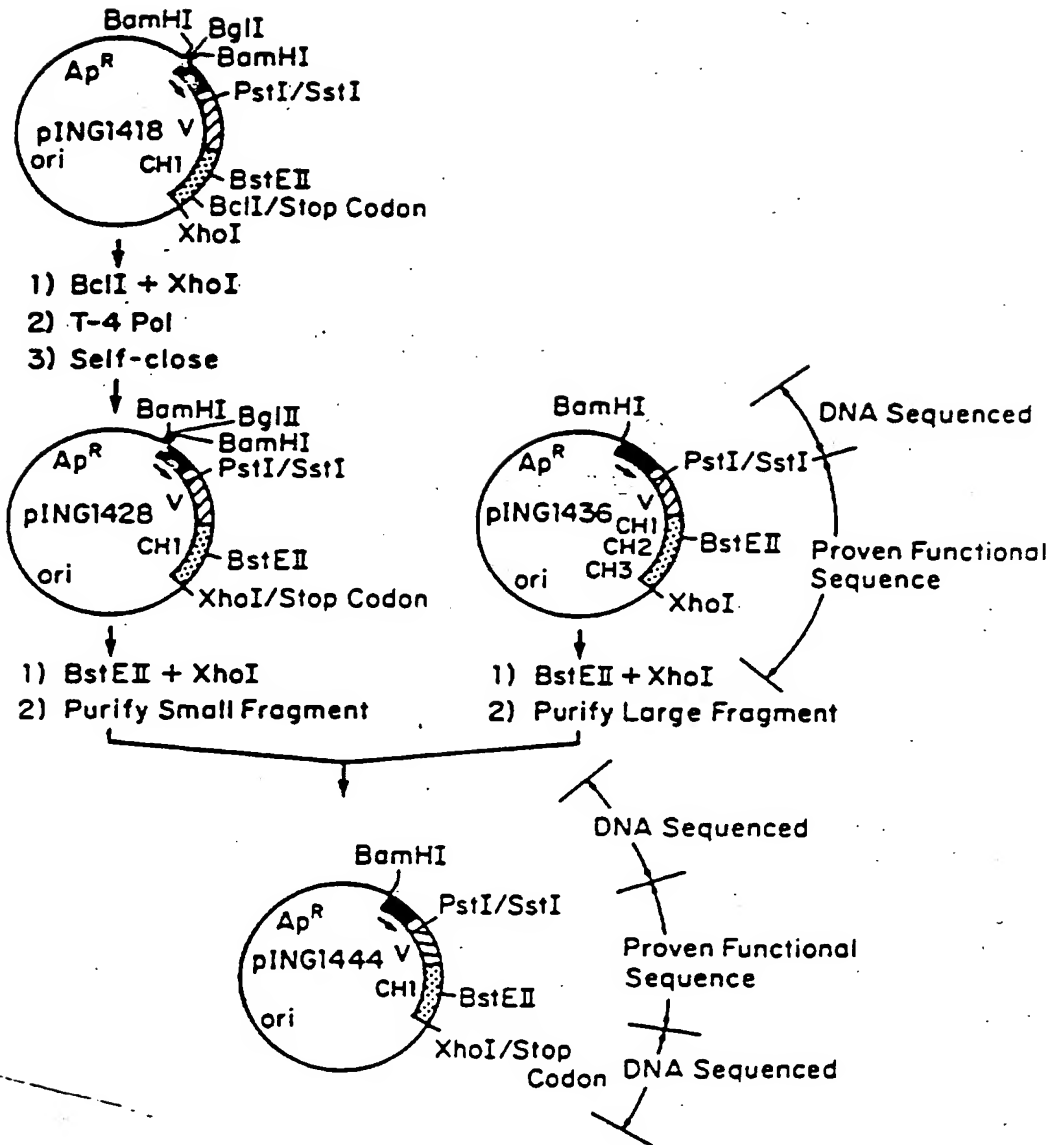 BamHI
BglI
BamHI
Ap^R
PstI/SstI
pING1418
V
ori
CH1
BstEII
BclI/Stop Codon
XhoI
1) BclI + XhoI
2) T-4 Pol
3) Self-close
BamHI
BglII
BamHI
Ap^R
PstI/SstI
pING1428
V
CH1
BstEII
ori
XhoI/Stop Codon
BamHI
Ap^R
PstI/SstI
pING1436
V
CH1
CH2
CH3
BstEII
ori
XhoI
DNA Sequenced
Proven Functional
Sequence
1) BstEII + XhoI
2) Purify Small Fragment
1) BstEII + XhoI
2) Purify Large Fragment
BamHI
Ap^R
PstI/SstI
pING1444
V
CH1
BstEII
ori
XhoI/Stop
Codon
DNA Sequenced
Proven Functional
Sequence
DNA Sequenced